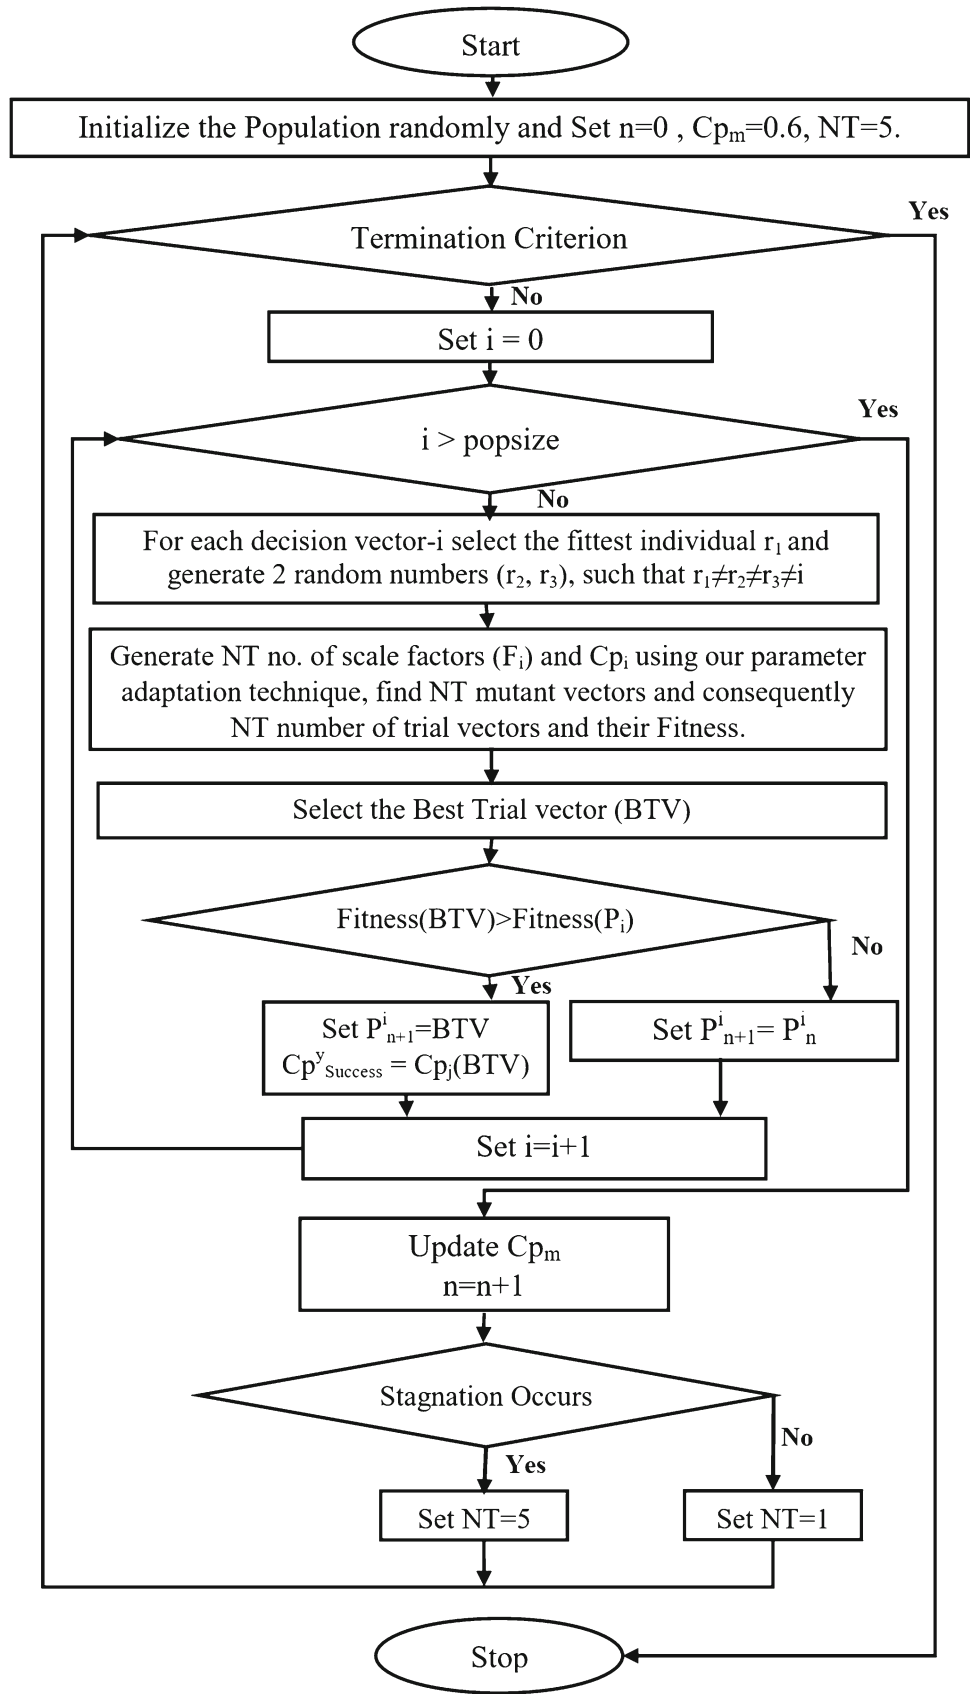 Start
Initialize the Population randomly and Set n=0 , Cpₘ=0.6, NT=5.
Yes
Termination Criterion
No
Set i = 0
Yes
i > popsize
No
For each decision vector-i select the fittest individual r₁ and
generate 2 random numbers (r₂, r₃), such that r₁≠r₂≠r₃≠i
Generate NT no. of scale factors (Fᵢ) and Cpᵢ using our parameter
adaptation technique, find NT mutant vectors and consequently
NT number of trial vectors and their Fitness.
Select the Best Trial vector (BTV)
Fitness(BTV)>Fitness(Pᵢ)
No
Yes
Set Pⁱₙ₊₁=BTV
Cpʸ_Success = Cpⱼ(BTV)
Set Pⁱₙ₊₁= Pⁱₙ
Set i=i+1
Update Cpₘ
n=n+1
Stagnation Occurs
No
Yes
Set NT=5
Set NT=1
Stop